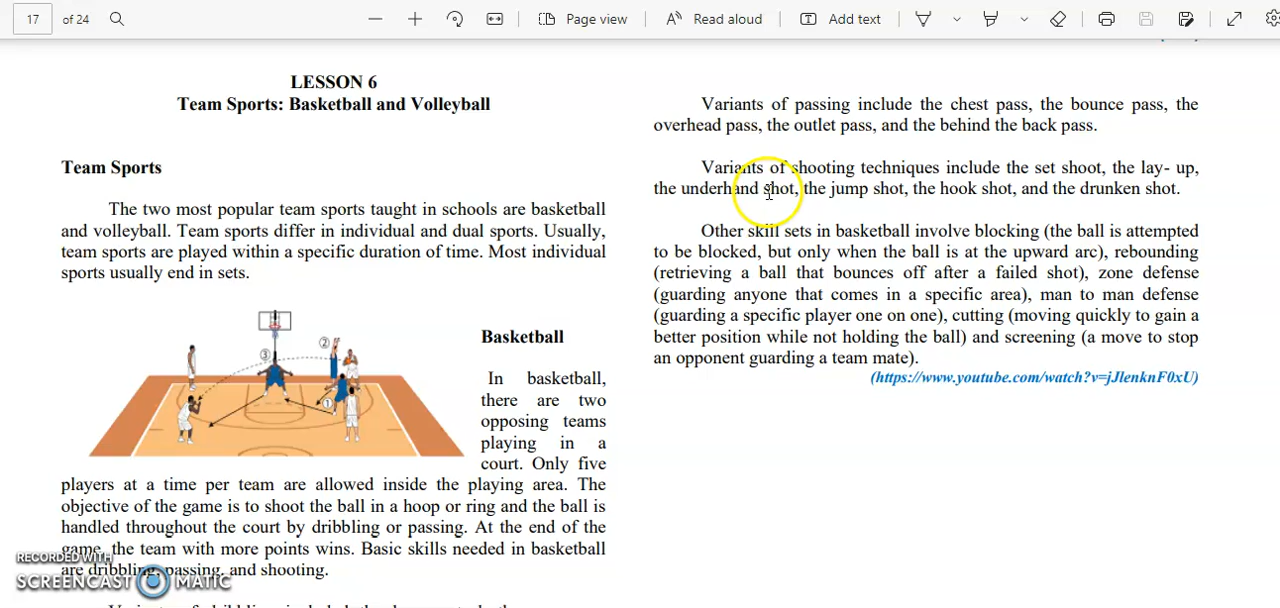 17 of 24 Page view Read aloud Add text
LESSON 6
Team Sports: Basketball and Volleyball
Team Sports
The two most popular team sports taught in schools are basketball
and volleyball. Team sports differ in individual and dual sports. Usually,
team sports are played within a specific duration of time. Most individual
sports usually end in sets.
③
②
①
Basketball
In basketball,
there are two
opposing teams
playing in a
court. Only five
players at a time per team are allowed inside the playing area. The
objective of the game is to shoot the ball in a hoop or ring and the ball is
handled throughout the court by dribbling or passing. At the end of the
game, the team with more points wins. Basic skills needed in basketball
are dribbling, passing, and shooting.
Variants of passing include the chest pass, the bounce pass, the
overhead pass, the outlet pass, and the behind the back pass.
Variants of shooting techniques include the set shoot, the lay- up,
the underhand shot, the jump shot, the hook shot, and the drunken shot.
Other skill sets in basketball involve blocking (the ball is attempted
to be blocked, but only when the ball is at the upward arc), rebounding
(retrieving a ball that bounces off after a failed shot), zone defense
(guarding anyone that comes in a specific area), man to man defense
(guarding a specific player one on one), cutting (moving quickly to gain a
better position while not holding the ball) and screening (a move to stop
an opponent guarding a team mate).
(https://www.youtube.com/watch?v=jJlenknF0xU)
RECORDED WITH
SCREENCAST MATIC